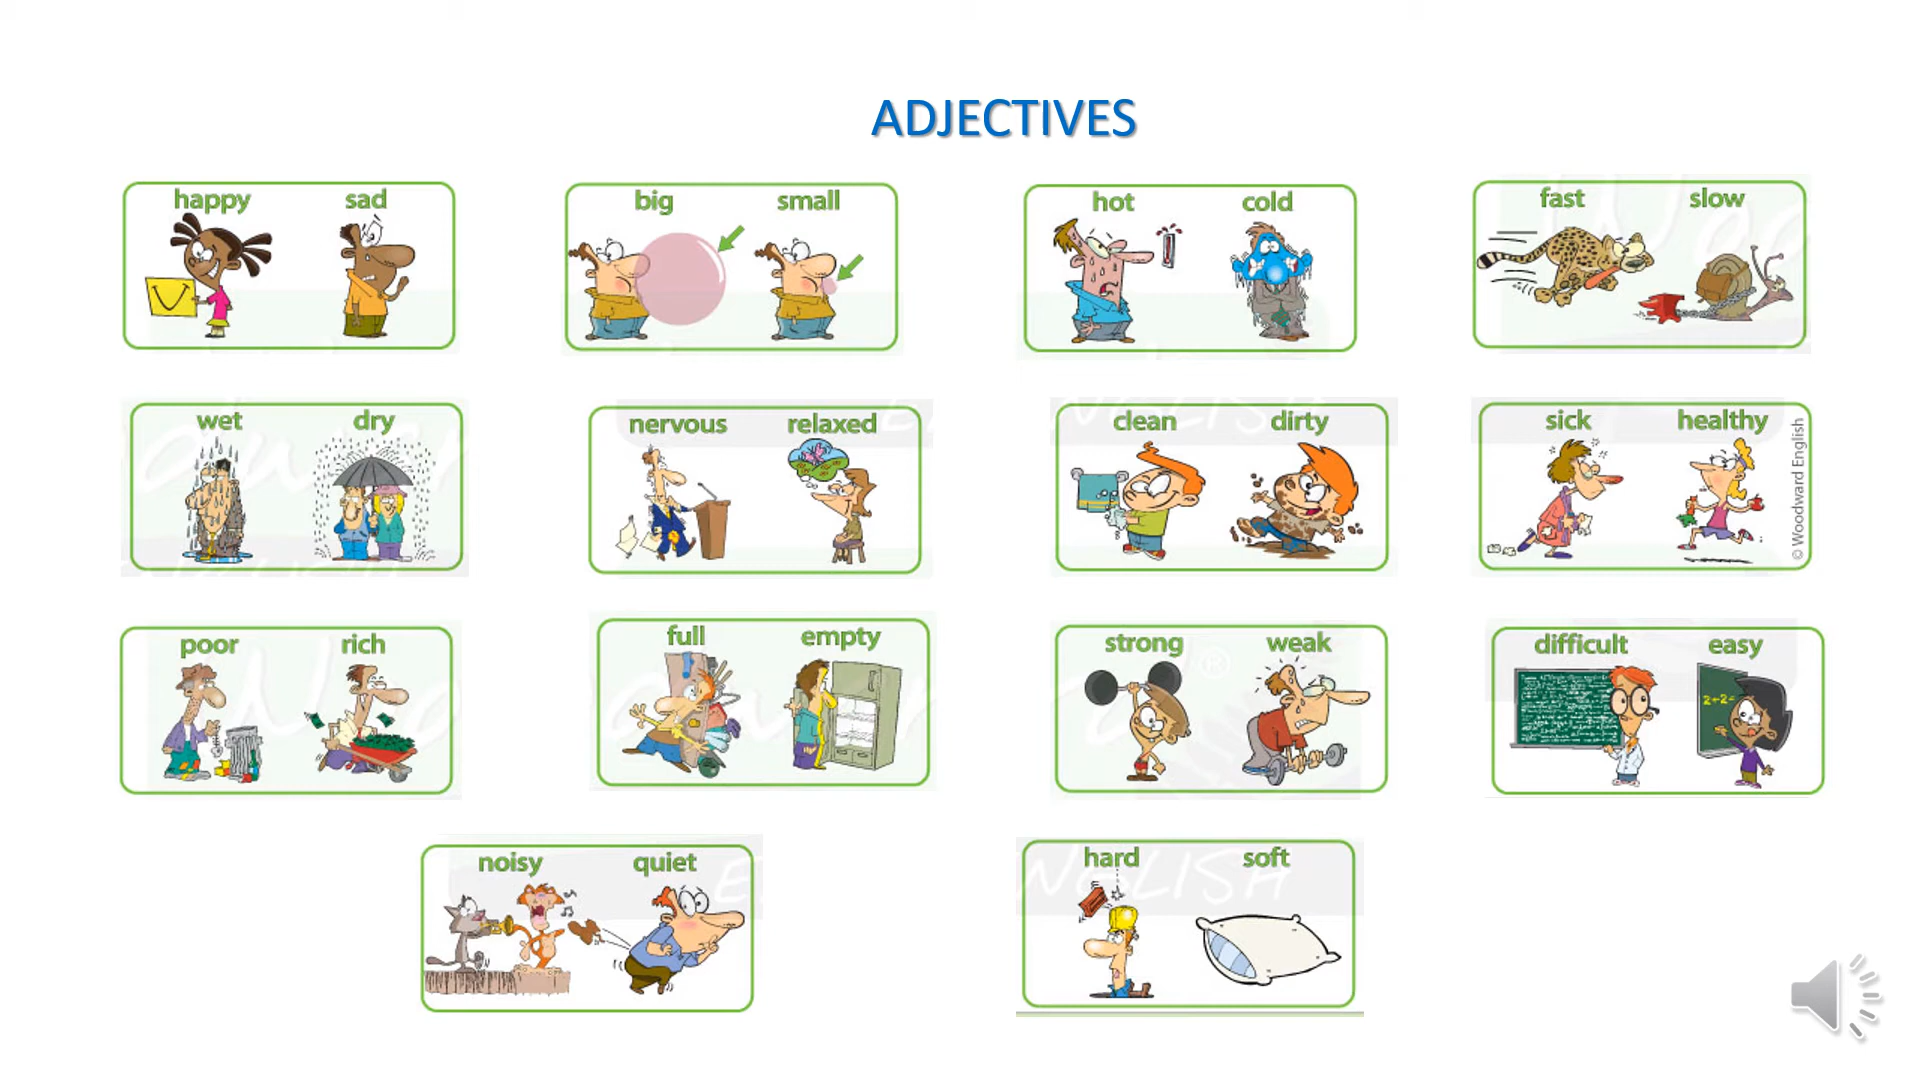 ADJECTIVES
happy sad
big small
hot cold
fast slow
wet dry
nervous relaxed
clean dirty
sick healthy
© Woodward English
poor rich
full empty
strong weak
difficult easy
2+2=
noisy quiet
hard soft
ENGLISH